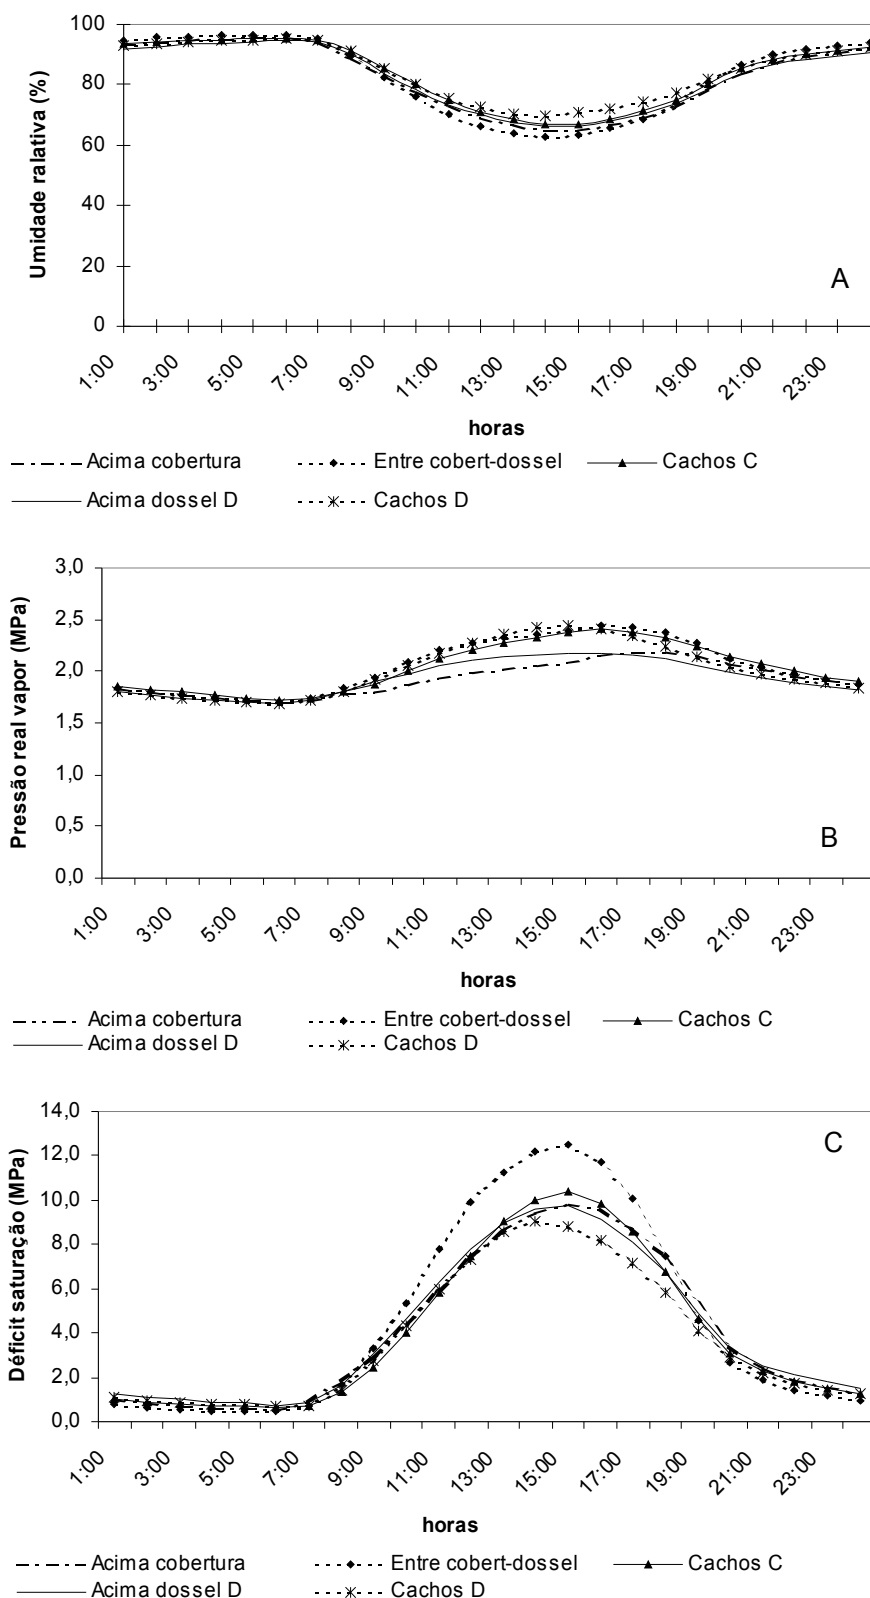 100
80
60
40
20
0
Umidade ralativa (%)
A
1:00 3:00 5:00 7:00 9:00 11:00 13:00 15:00 17:00 19:00 21:00 23:00
horas
Acima cobertura Entre cobert-dossel Cachos C
Acima dossel D Cachos D
3,0
2,5
2,0
1,5
1,0
0,5
0,0
Pressão real vapor (MPa)
B
1:00 3:00 5:00 7:00 9:00 11:00 13:00 15:00 17:00 19:00 21:00 23:00
horas
Acima cobertura Entre cobert-dossel Cachos C
Acima dossel D Cachos D
14,0
12,0
10,0
8,0
6,0
4,0
2,0
0,0
Déficit saturação (MPa)
C
1:00 3:00 5:00 7:00 9:00 11:00 13:00 15:00 17:00 19:00 21:00 23:00
horas
Acima cobertura Entre cobert-dossel Cachos C
Acima dossel D Cachos D